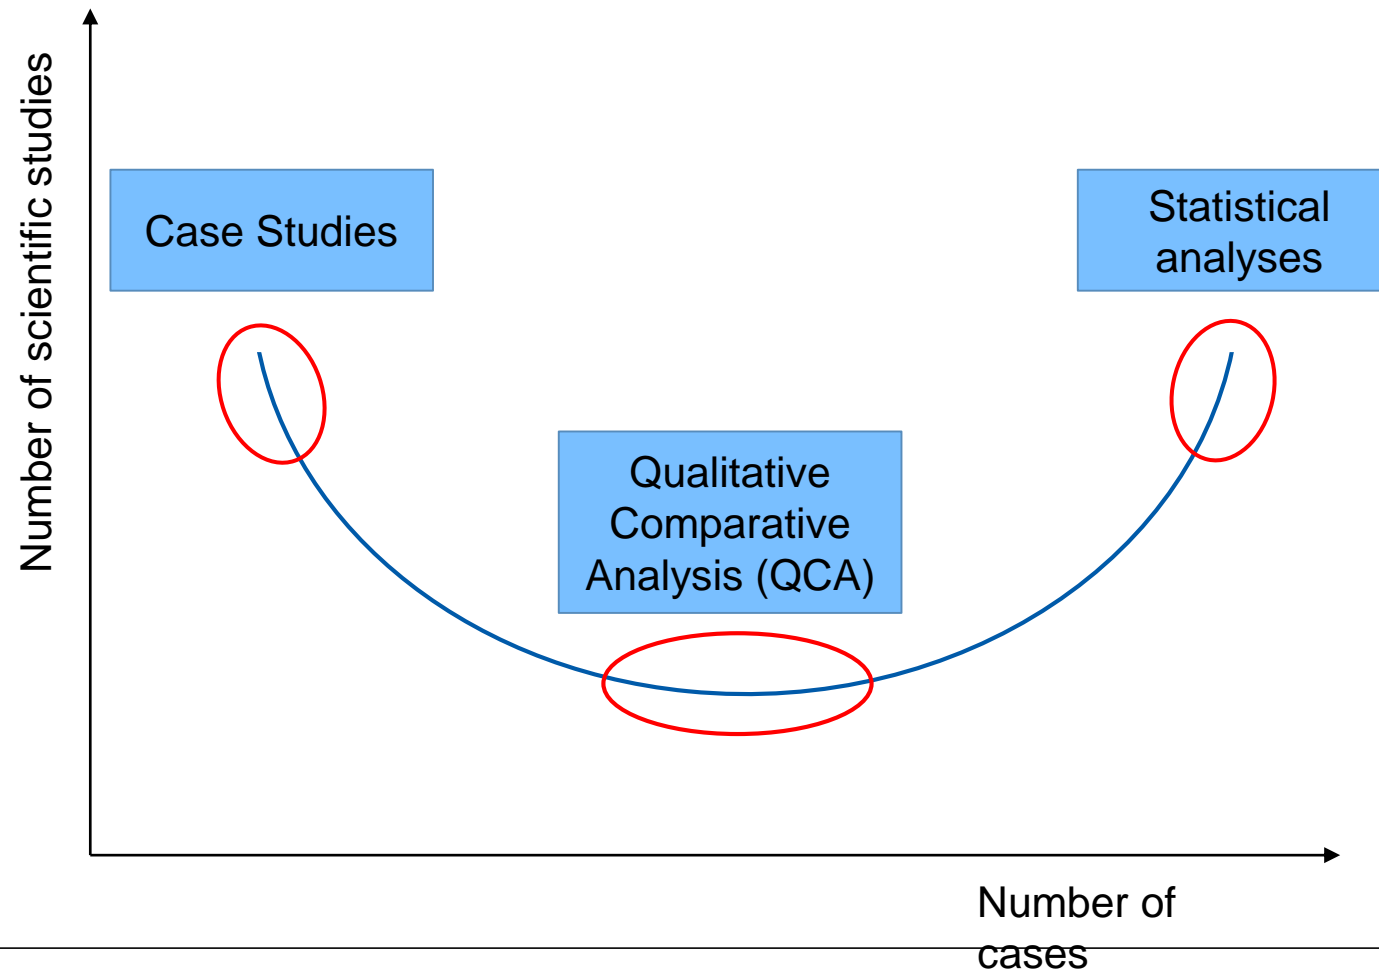 Number of scientific studies
Case Studies
Statistical
analyses
Qualitative
Comparative
Analysis (QCA)
Number of
cases